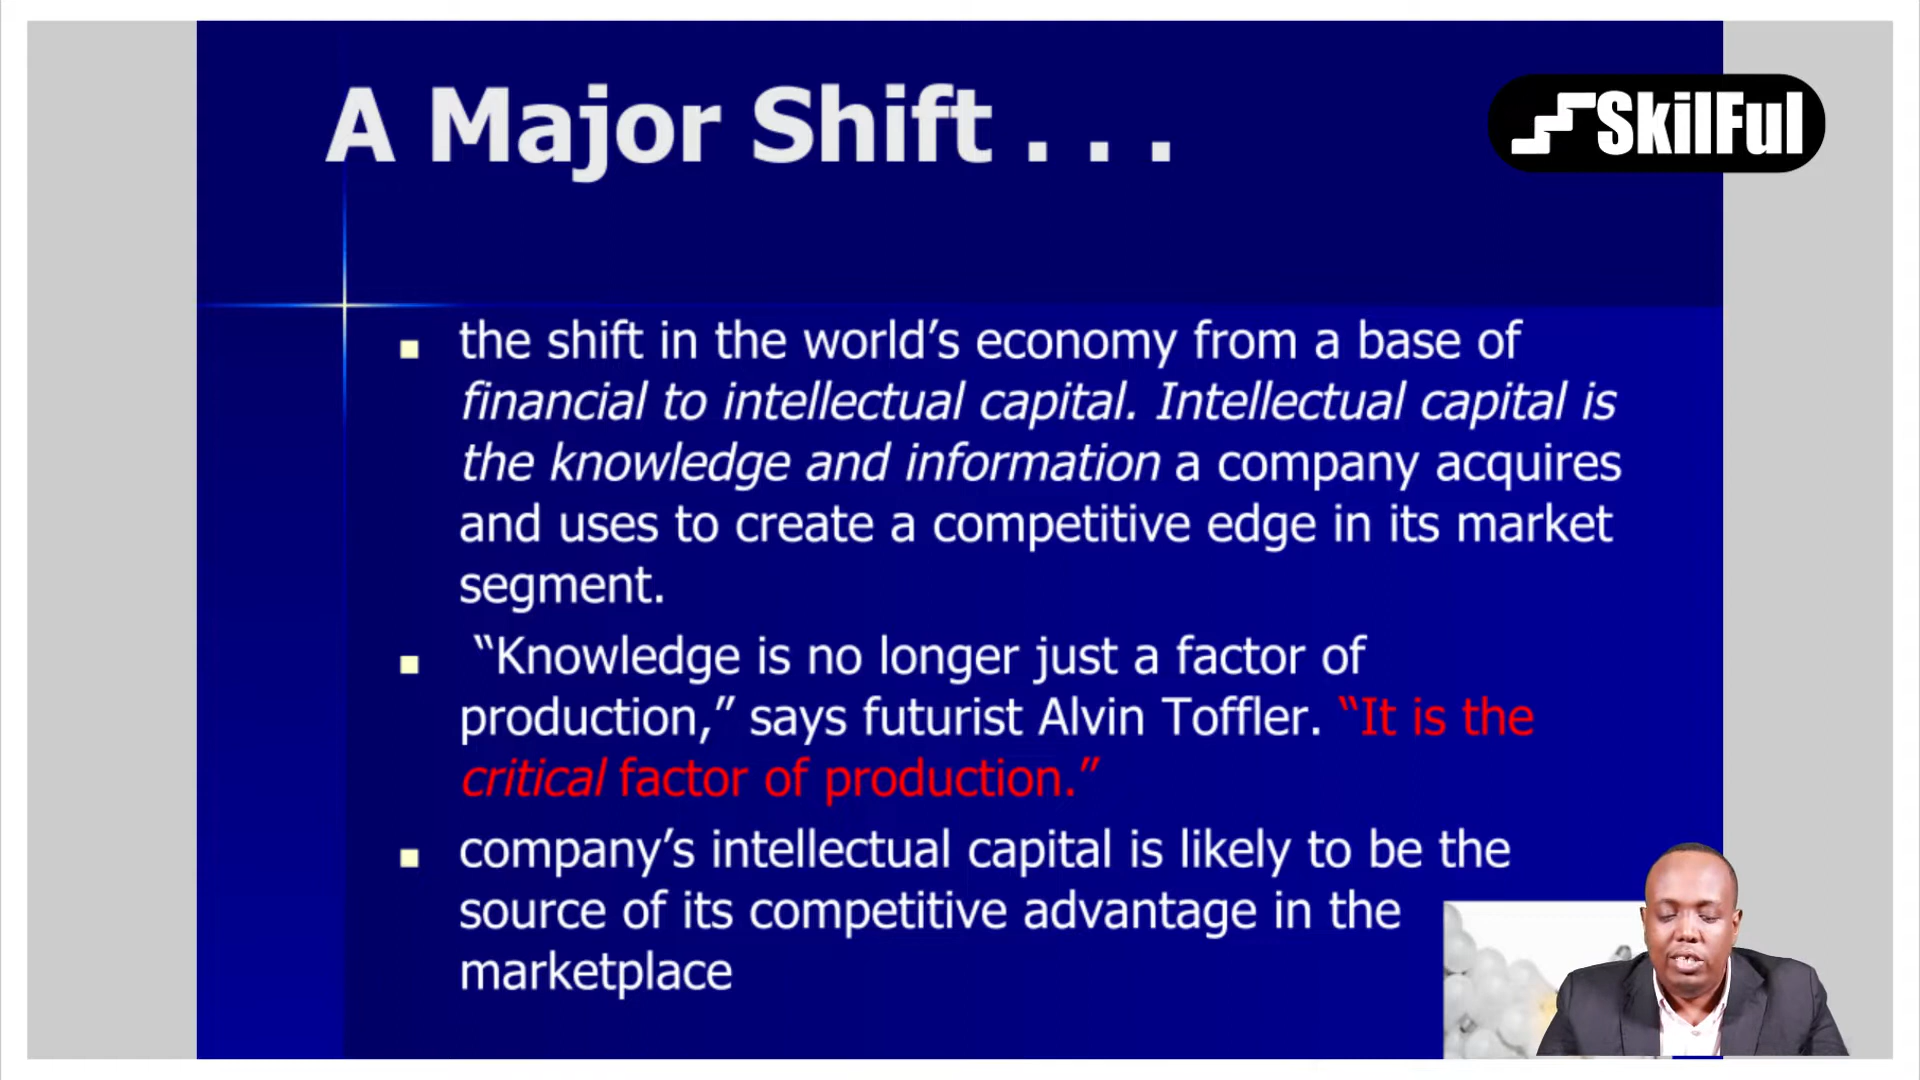 A Major Shift . . .
SkilFul
the shift in the world’s economy from a base of
financial to intellectual capital. Intellectual capital is
the knowledge and information a company acquires
and uses to create a competitive edge in its market
segment.
“Knowledge is no longer just a factor of
production,” says futurist Alvin Toffler. “It is the
critical factor of production.”
company’s intellectual capital is likely to be the
source of its competitive advantage in the
marketplace